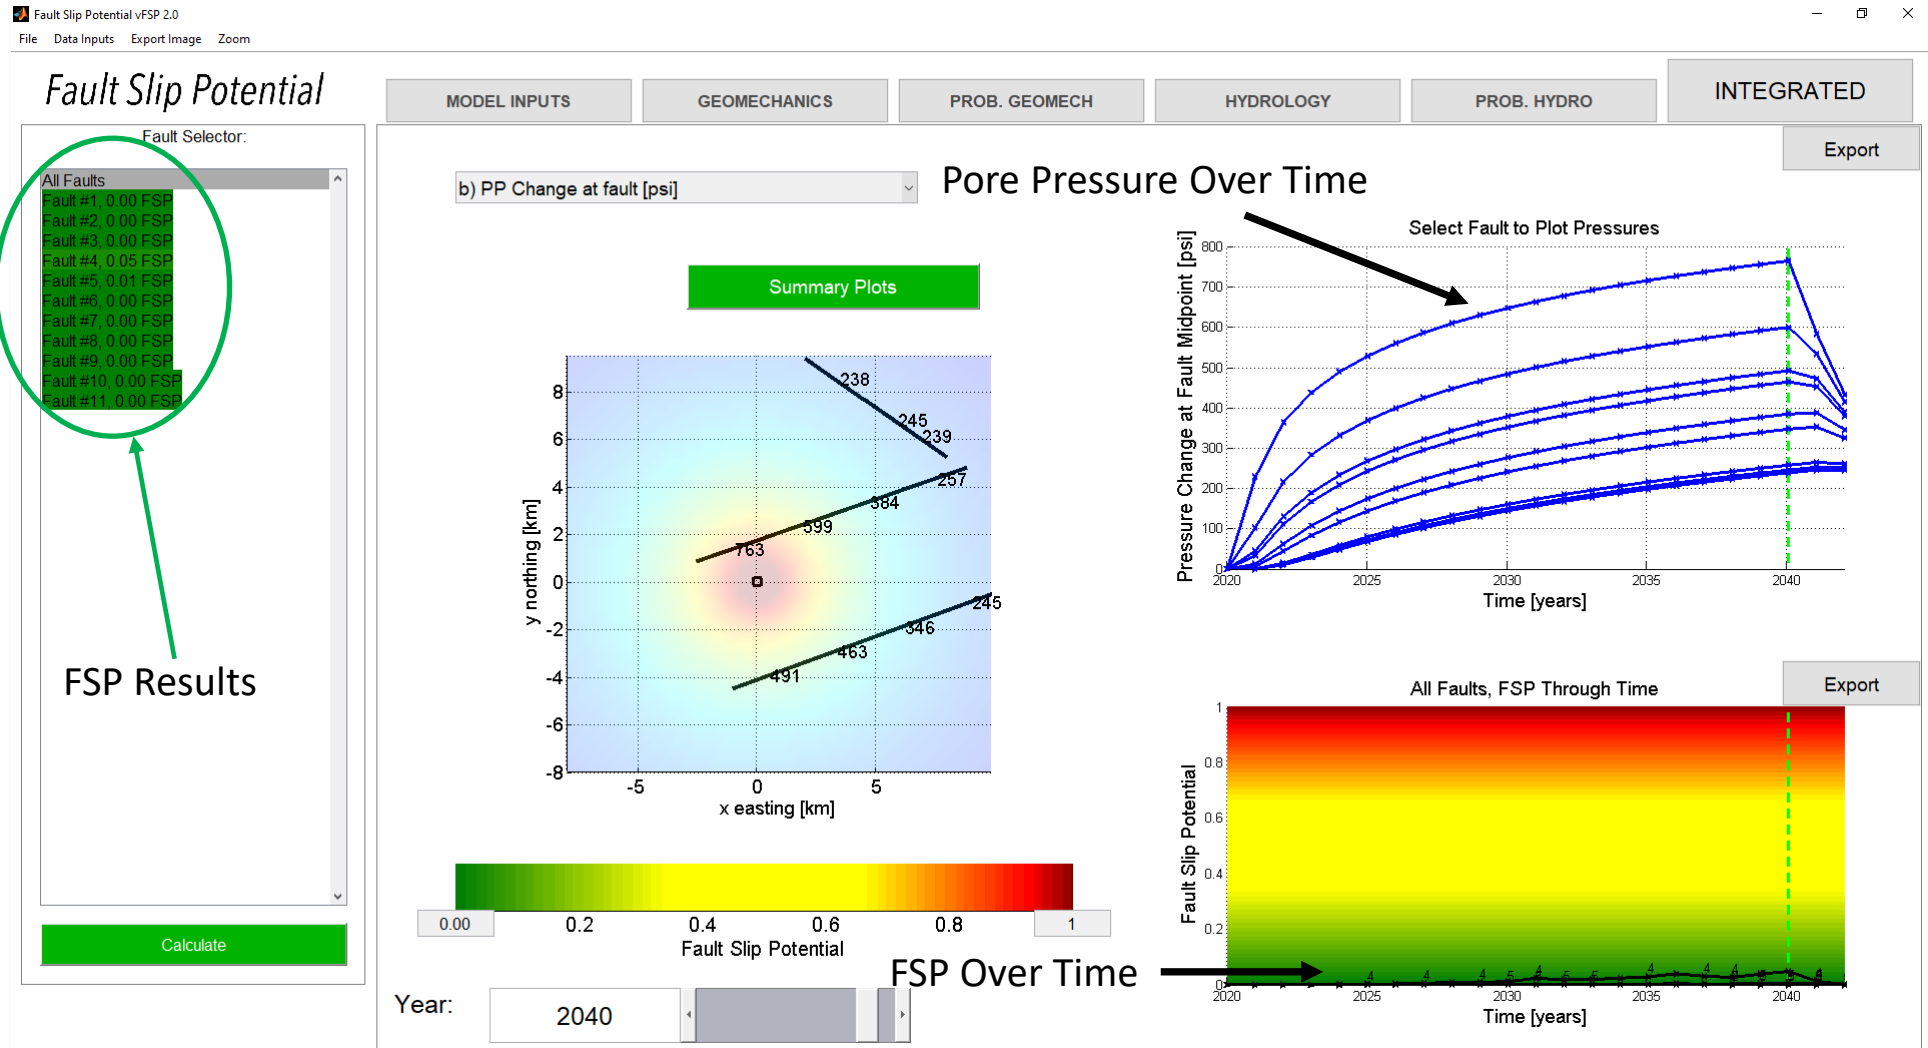 Fault Slip Potential vFSP 2.0
File Data Inputs Export Image Zoom
Fault Slip Potential
MODEL INPUTS
GEOMECHANICS
PROB. GEOMECH
HYDROLOGY
PROB. HYDRO
INTEGRATED
Fault Selector:
All Faults
Fault #1, 0.00 FSP
Fault #2, 0.00 FSP
Fault #3, 0.00 FSP
Fault #4, 0.05 FSP
Fault #5, 0.01 FSP
Fault #6, 0.00 FSP
Fault #7, 0.00 FSP
Fault #8, 0.00 FSP
Fault #9, 0.00 FSP
Fault #10, 0.00 FSP
Fault #11, 0.00 FSP
FSP Results
Calculate
b) PP Change at fault [psi]
Summary Plots
238
245
239
257
384
599
763
245
346
463
491
8
6
4
2
0
-2
-4
-6
-8
y northing [km]
-5 0 5
x easting [km]
0.00 0.2 0.4 0.6 0.8 1
Fault Slip Potential
Year:
2040
Export
Pore Pressure Over Time
Select Fault to Plot Pressures
Pressure Change at Fault Midpoint [psi]
800
700
600
500
400
300
200
100
0
2020 2025 2030 2035 2040
Time [years]
Export
All Faults, FSP Through Time
Fault Slip Potential
1
0.8
0.6
0.4
0.2
0
4 4 4 5 4 4 4 4 4
2020 2025 2030 2035 2040
Time [years]
FSP Over Time